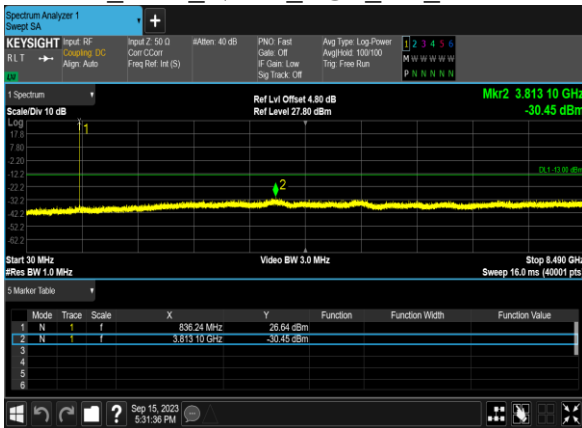 Spectrum Analyzer 1
Swept SA
+
KEYSIGHT Input: RF Input Z: 50 Ω #Atten: 40 dB PNO: Fast Avg Type: Log-Power 1 2 3 4 5 6
RLT Coupling: DC Corr CCorr Gate: Off Avg|Hold: 100/100 M W W W W W
Align: Auto Freq Ref: Int (S) IF Gain: Low Trig: Free Run
LV Sig Track: Off P N N N N N
1 Spectrum Ref Lvl Offset 4.80 dB Mkr2 3.813 10 GHz
Scale/Div 10 dB Ref Level 27.80 dBm -30.45 dBm
Log
1
17.8
7.80
-2.20
DL1 -13.00 dBm
-12.2
2
-22.2
-32.2
-42.2
-52.2
-62.2
Start 30 MHz Video BW 3.0 MHz Stop 8.490 GHz
#Res BW 1.0 MHz Sweep 16.0 ms (40001 pts)
5 Marker Table
Mode Trace Scale X Y Function Function Width Function Value
1 N 1 f 836.24 MHz 26.64 dBm
2 N 1 f 3.813 10 GHz -30.45 dBm
3
4
5
6
? Sep 15, 2023
5:31:36 PM